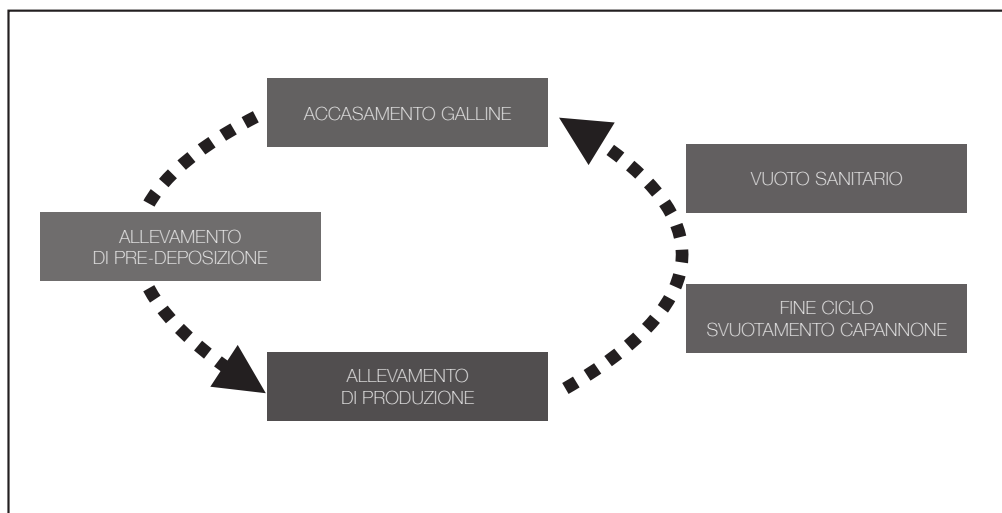 ACCASAMENTO GALLINE
VUOTO SANITARIO
ALLEVAMENTO
DI PRE-DEPOSIZIONE
FINE CICLO
SVUOTAMENTO CAPANNONE
ALLEVAMENTO
DI PRODUZIONE